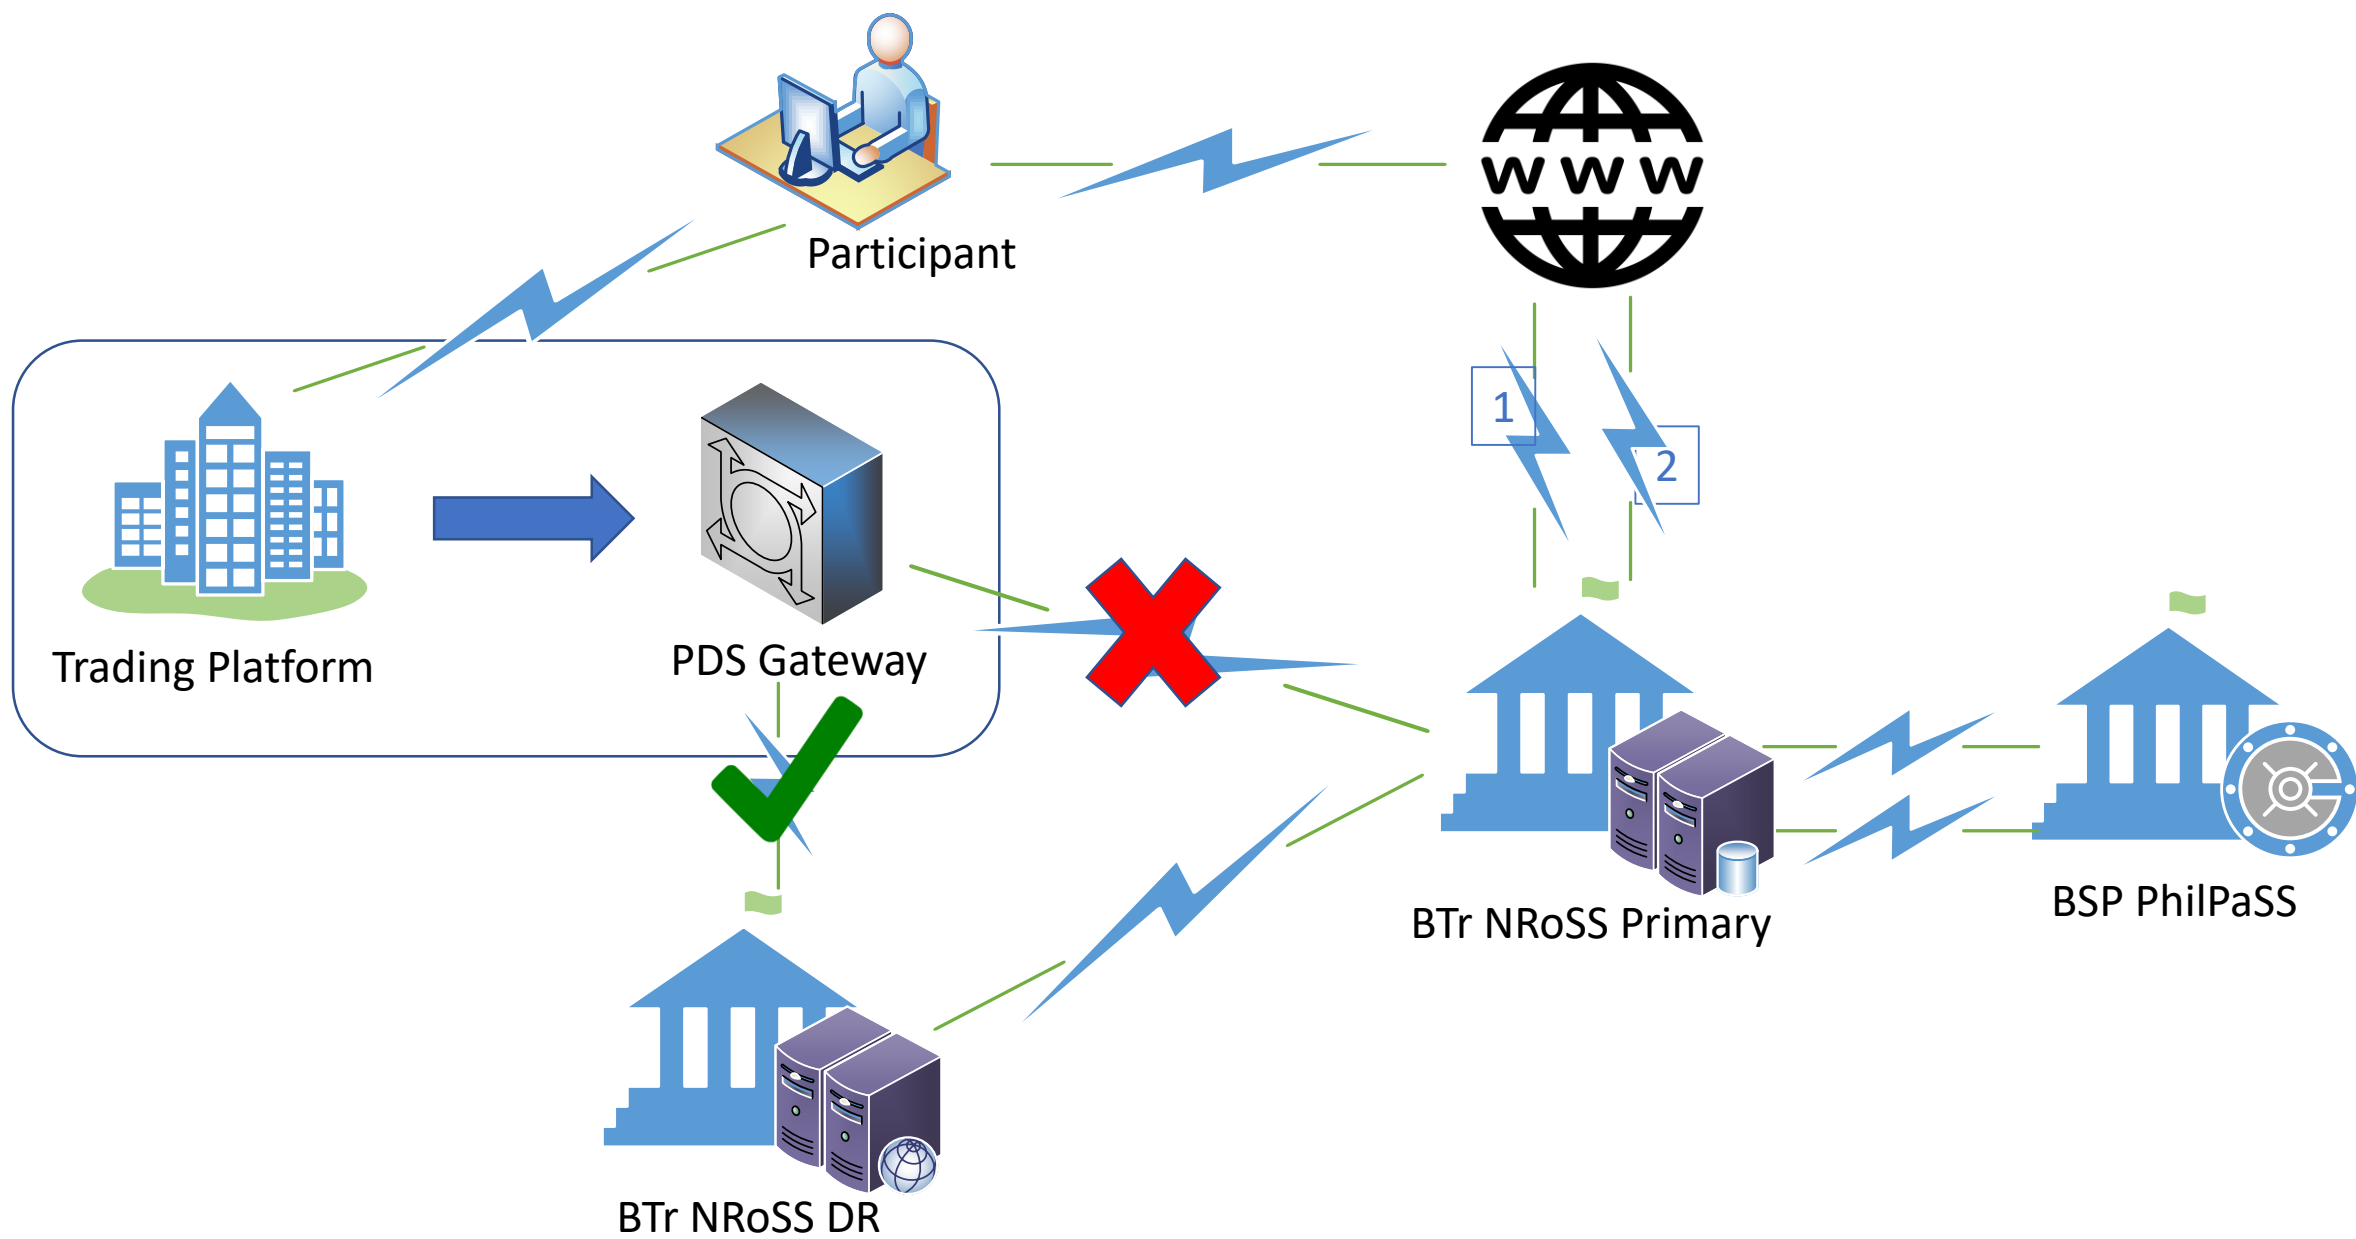 Participant
www
1
2
Trading Platform
PDS Gateway
BTr NRoSS Primary
BSP PhilPaSS
BTr NRoSS DR